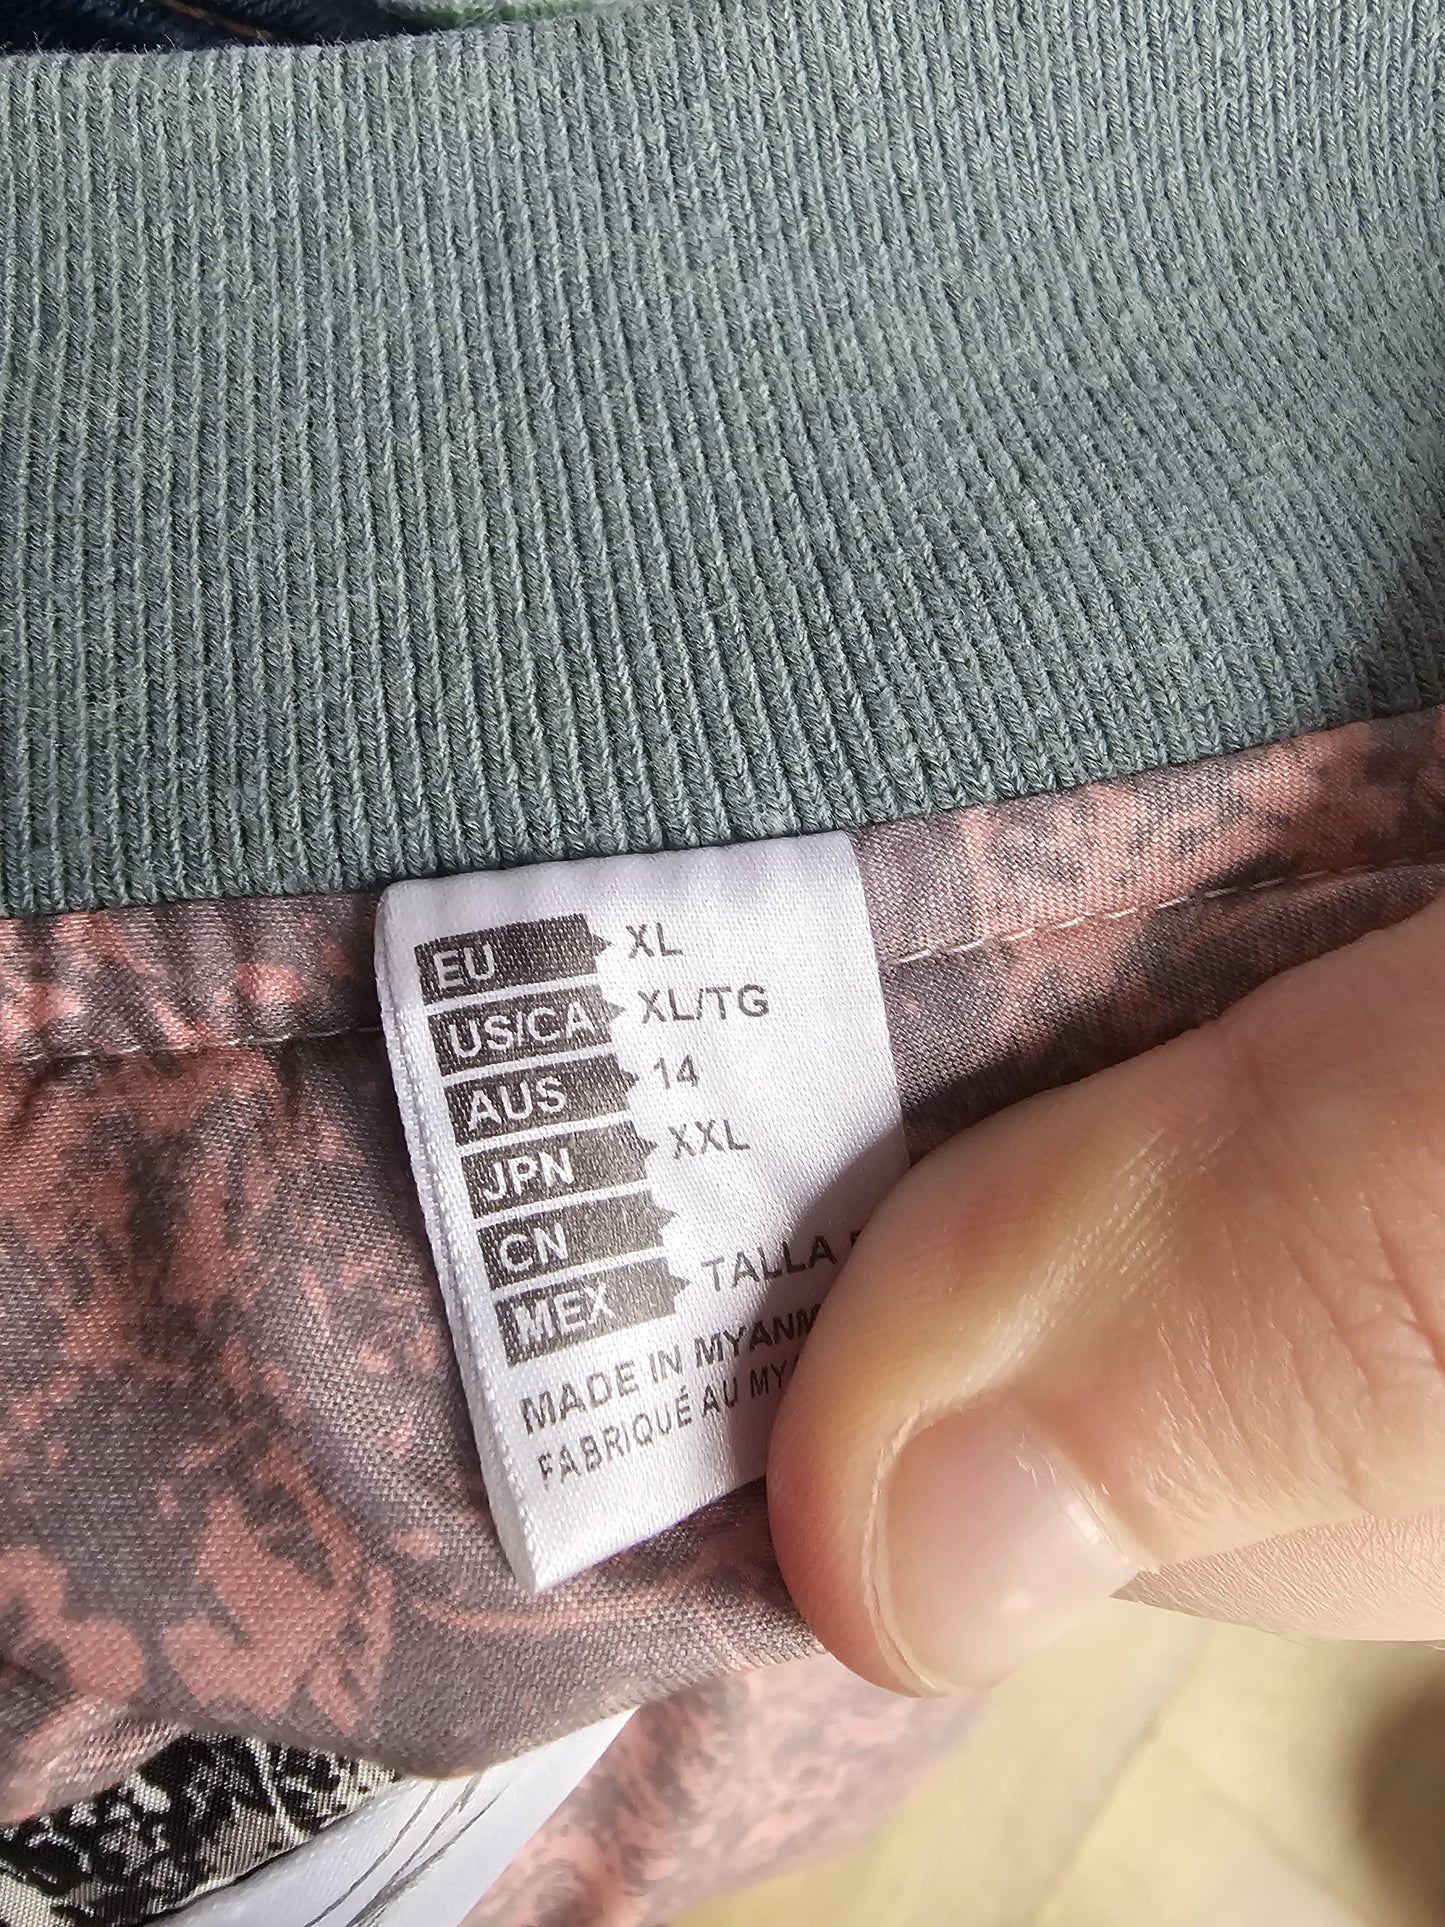 EU XL
US/CA XL/TG
AUS 14
JPN XXL
CN
MEX TALLA
MADE IN
FABRIQUÉ AU